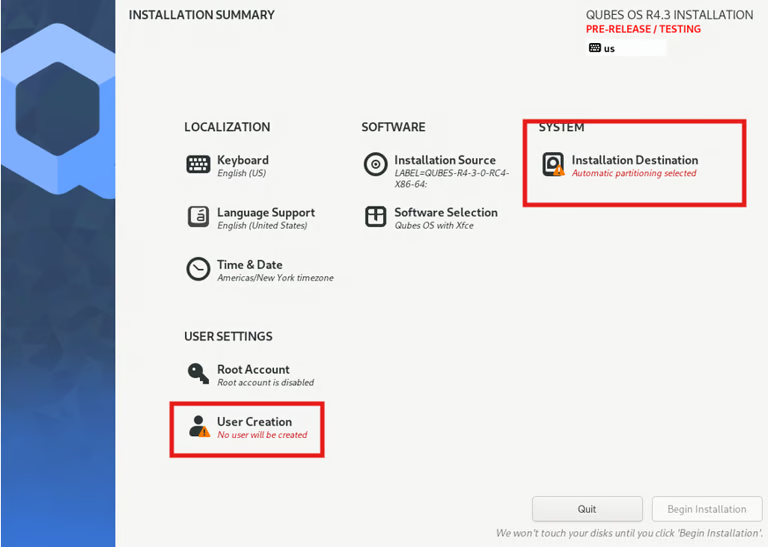 INSTALLATION SUMMARY
QUBES OS R4.3 INSTALLATION
PRE-RELEASE / TESTING
us
LOCALIZATION
Keyboard
English (US)
Language Support
English (United States)
Time & Date
Americas/New York timezone
SOFTWARE
Installation Source
LABEL=QUBES-R4-3-0-RC4-
X86-64:
Software Selection
Qubes OS with Xfce
SYSTEM
Installation Destination
Automatic partitioning selected
USER SETTINGS
Root Account
Root account is disabled
User Creation
No user will be created
Quit
Begin Installation
We won't touch your disks until you click 'Begin Installation'.